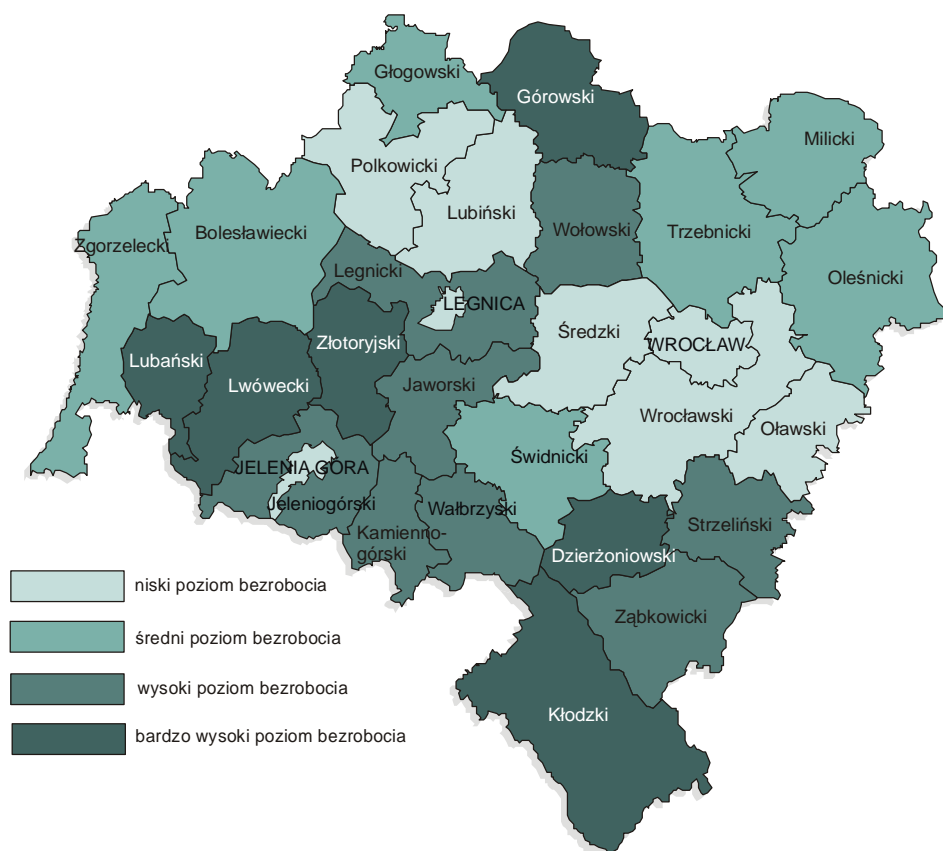 Głogowski
Górowski
Milicki
Polkowicki
Lubiński
Wołowski
Trzebnicki
Zgorzelecki
Bolesławiecki
Legnicki
Oleśnicki
LEGNICA
Średzki
WROCŁAW
Lubański
Złotoryjski
Lwówecki
Jaworski
Wrocławski
Oławski
JELENIA GÓRA
Świdnicki
Jeleniogórski
Wałbrzyski
Strzeliński
Kamienno-
górski
Dzierżoniowski
Ząbkowicki
Kłodzki
niski poziom bezrobocia
średni poziom bezrobocia
wysoki poziom bezrobocia
bardzo wysoki poziom bezrobocia